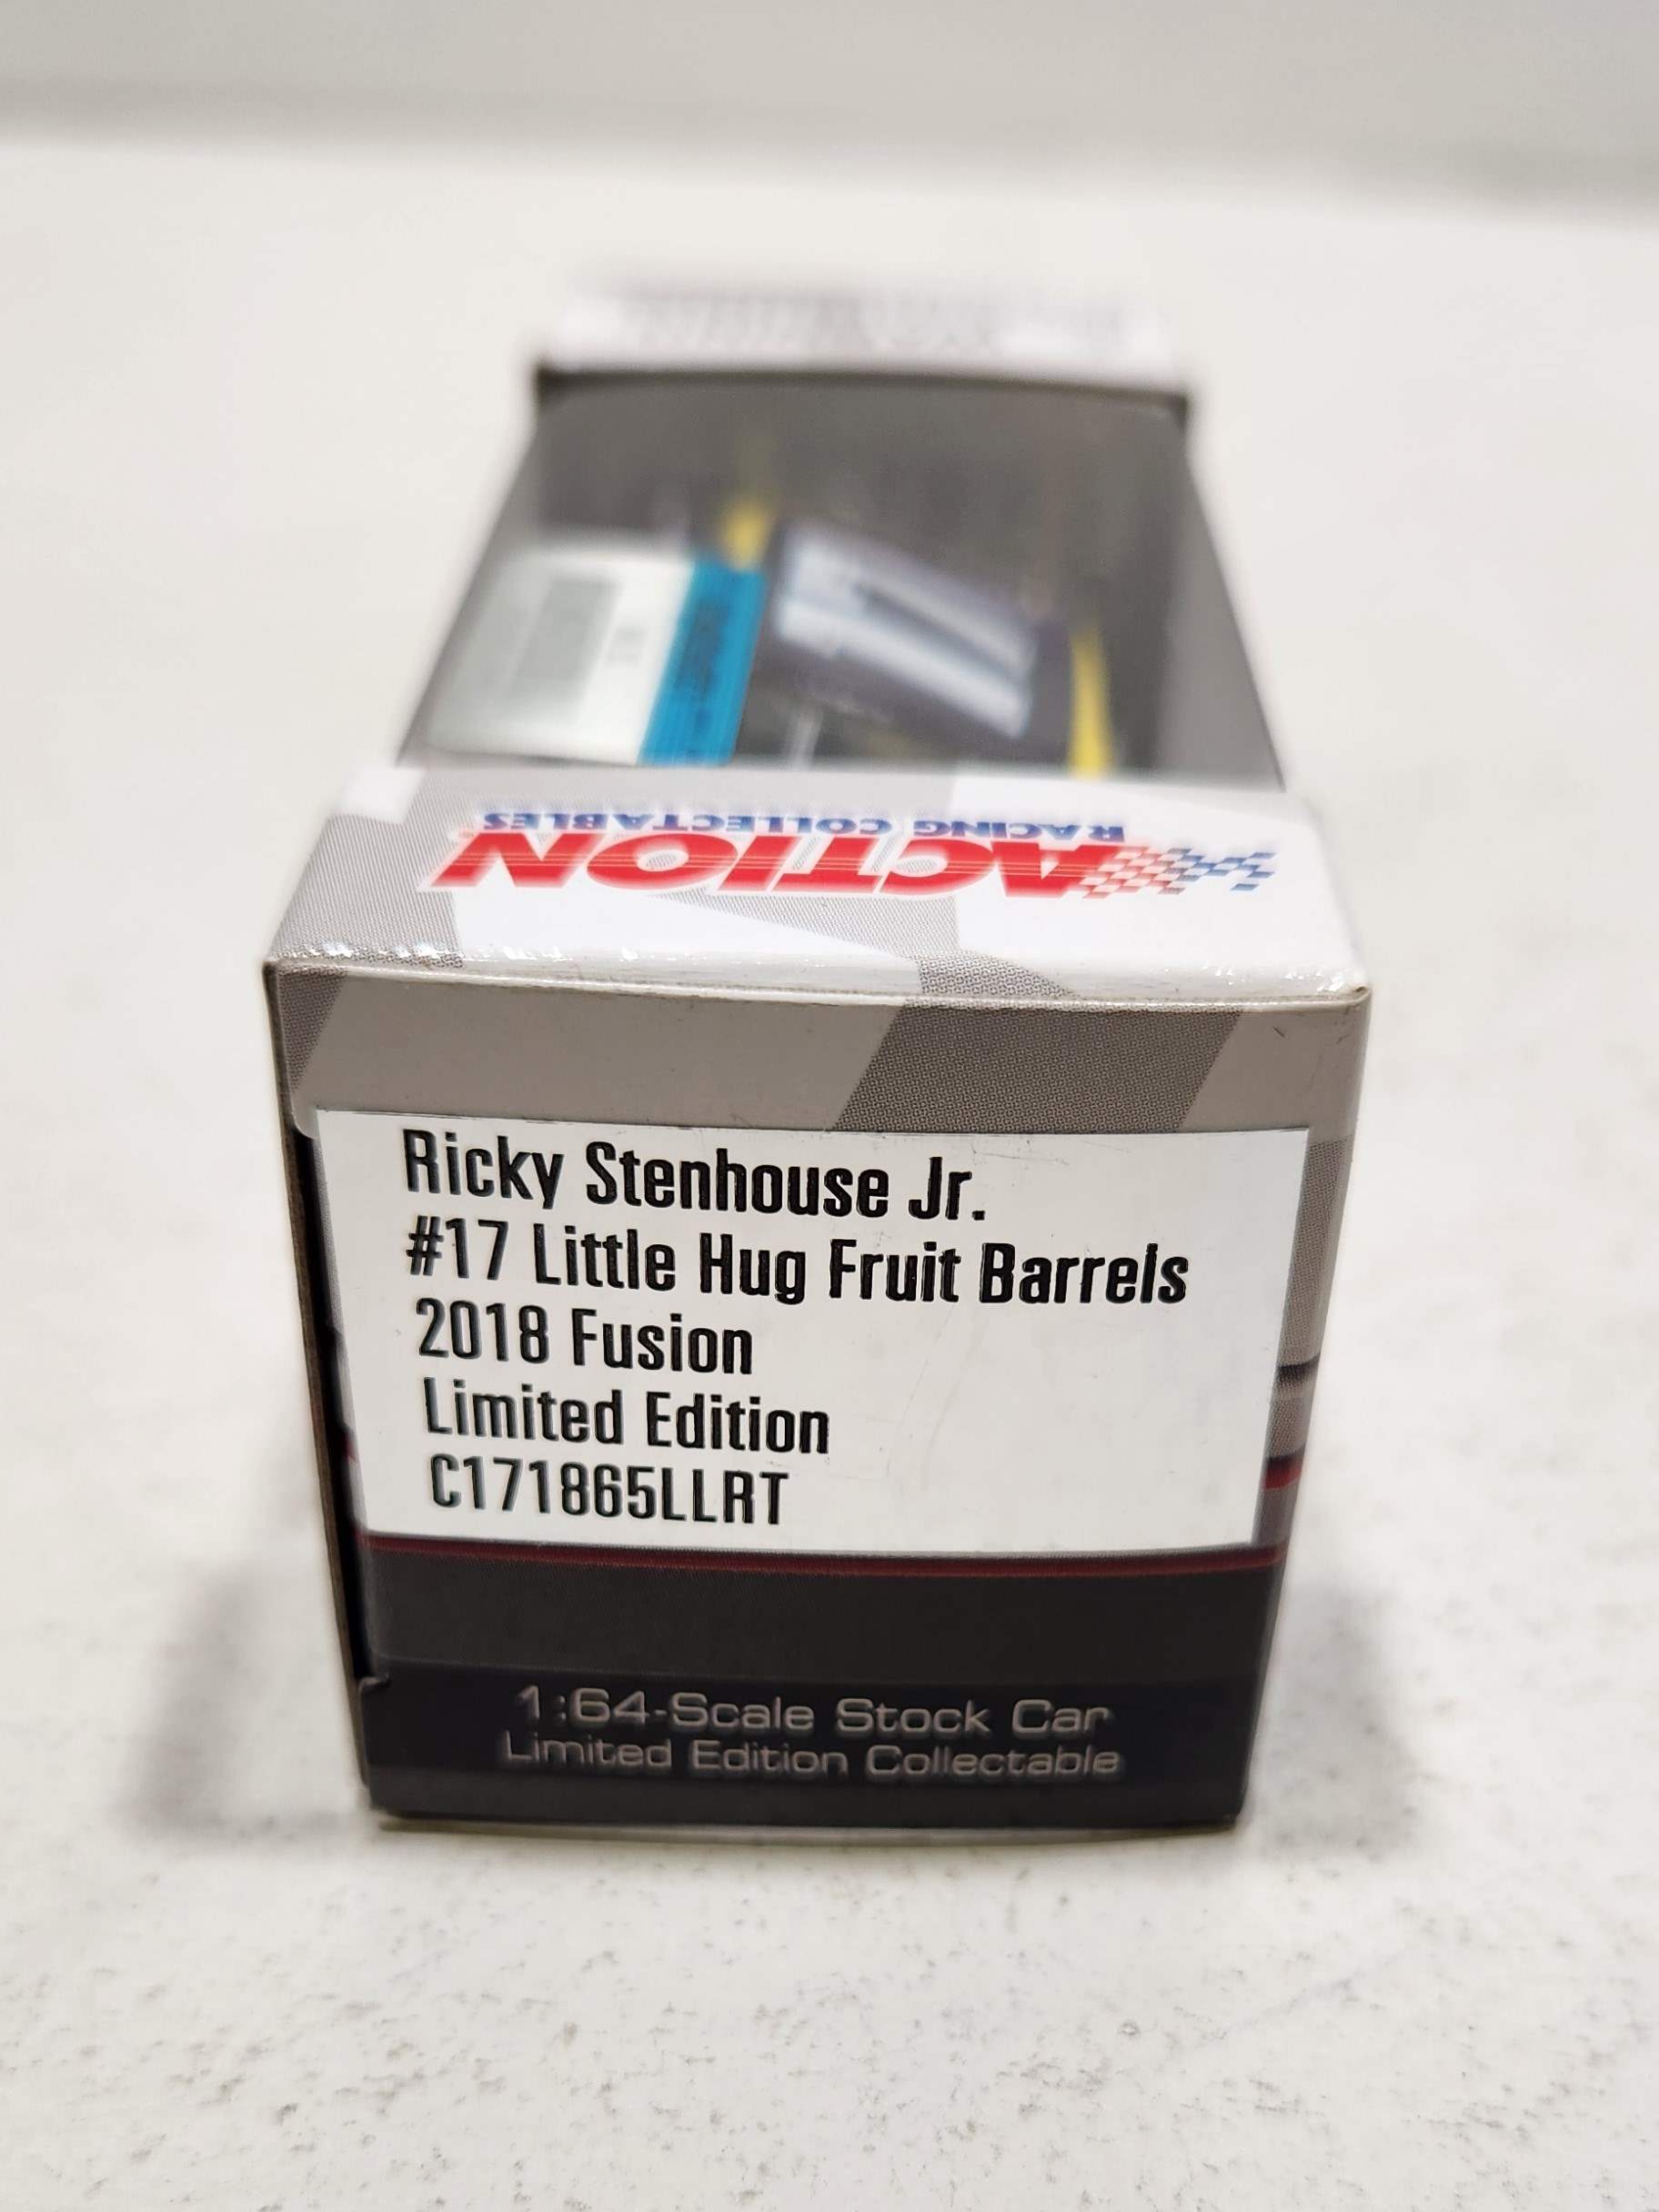 ACTION
RACING COLLECTABLES
Ricky Stenhouse Jr.
#17 Little Hug Fruit Barrels
2018 Fusion
Limited Edition
C171865LLRT
1:64-Scale Stock Car
Limited Edition Collectable